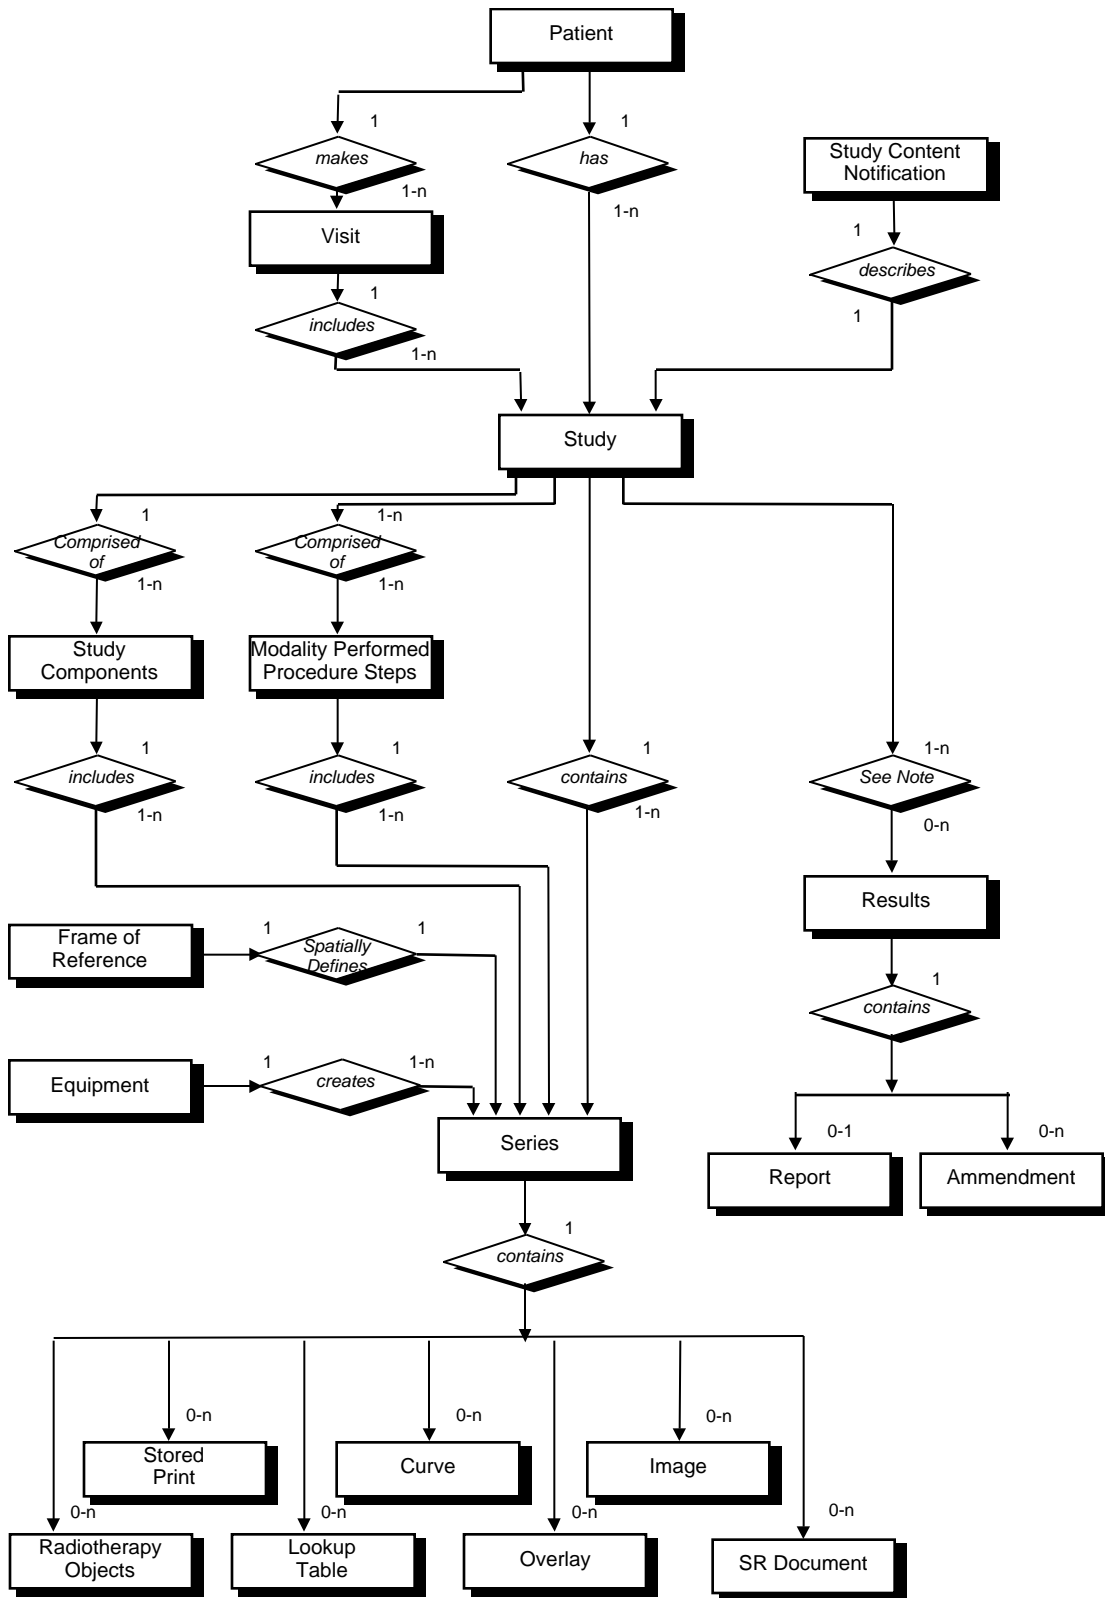 Patient
1
1
makes
has
Study Content
Notification
1-n
1-n
Visit
1
describes
1
1
includes
1-n
Study
1
1-n
Comprised
of
Comprised
of
1-n
1-n
Study
Components
Modality Performed
Procedure Steps
1
1
1
1-n
includes
includes
contains
See Note
1-n
1-n
1-n
0-n
Results
Frame of
Reference
1
Spatially
Defines
1
1
contains
Equipment
1
creates
1-n
Series
0-1
0-n
Report
Ammendment
1
contains
0-n
0-n
0-n
Stored
Print
Curve
Image
0-n
0-n
0-n
0-n
Radiotherapy
Objects
Lookup
Table
Overlay
SR Document